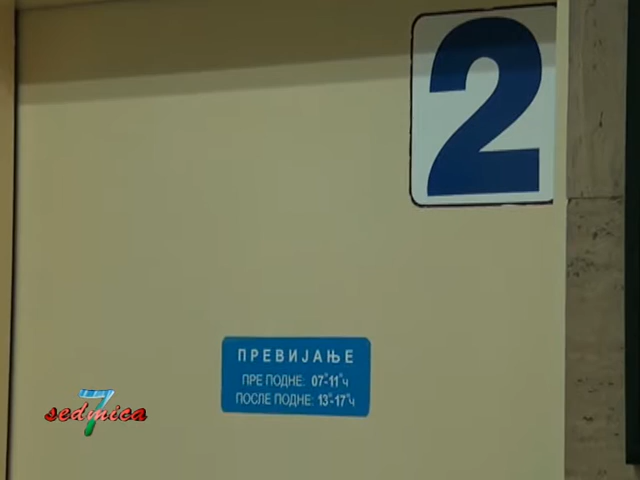 2
ПРЕВИЈАЊЕ
ПРЕ ПОДНЕ: 07°°-11°°ч
ПОСЛЕ ПОДНЕ: 13°°-17°°ч
7
sedmica